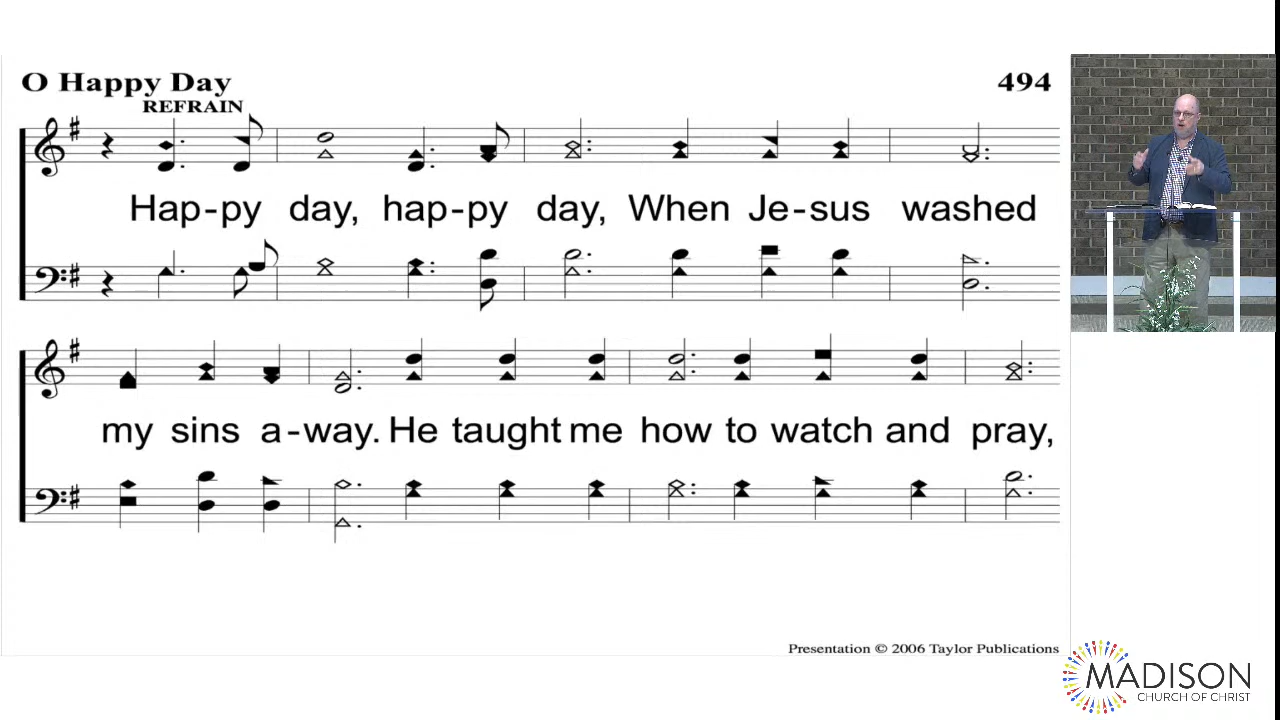 O Happy Day 494
REFRAIN
Hap-py day, hap-py day, When Je-sus washed
my sins a-way. He taught me how to watch and pray,
Presentation © 2006 Taylor Publications
MADISON
CHURCH OF CHRIST